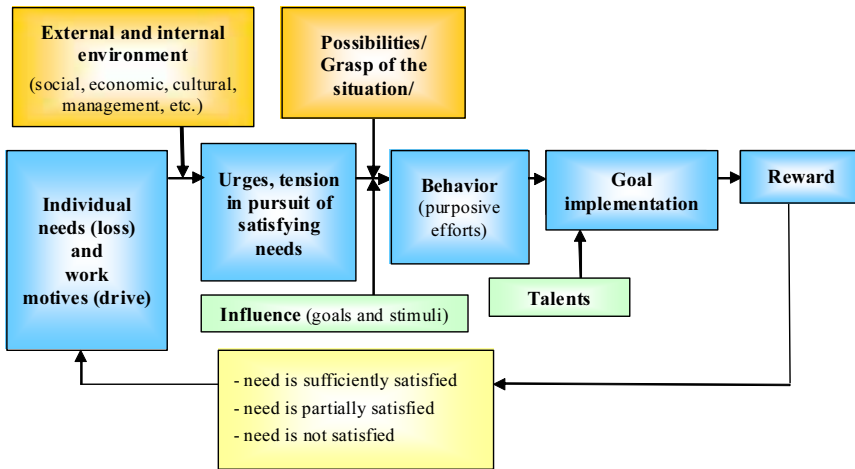 External and internal
environment
(social, economic, cultural,
management, etc.)
Possibilities/
Grasp of the
situation/
Individual
needs (loss)
and
work
motives (drive)
Urges, tension
in pursuit of
satisfying
needs
Behavior
(purposive
efforts)
Goal
implementation
Reward
Influence (goals and stimuli)
Talents
- need is sufficiently satisfied
- need is partially satisfied
- need is not satisfied